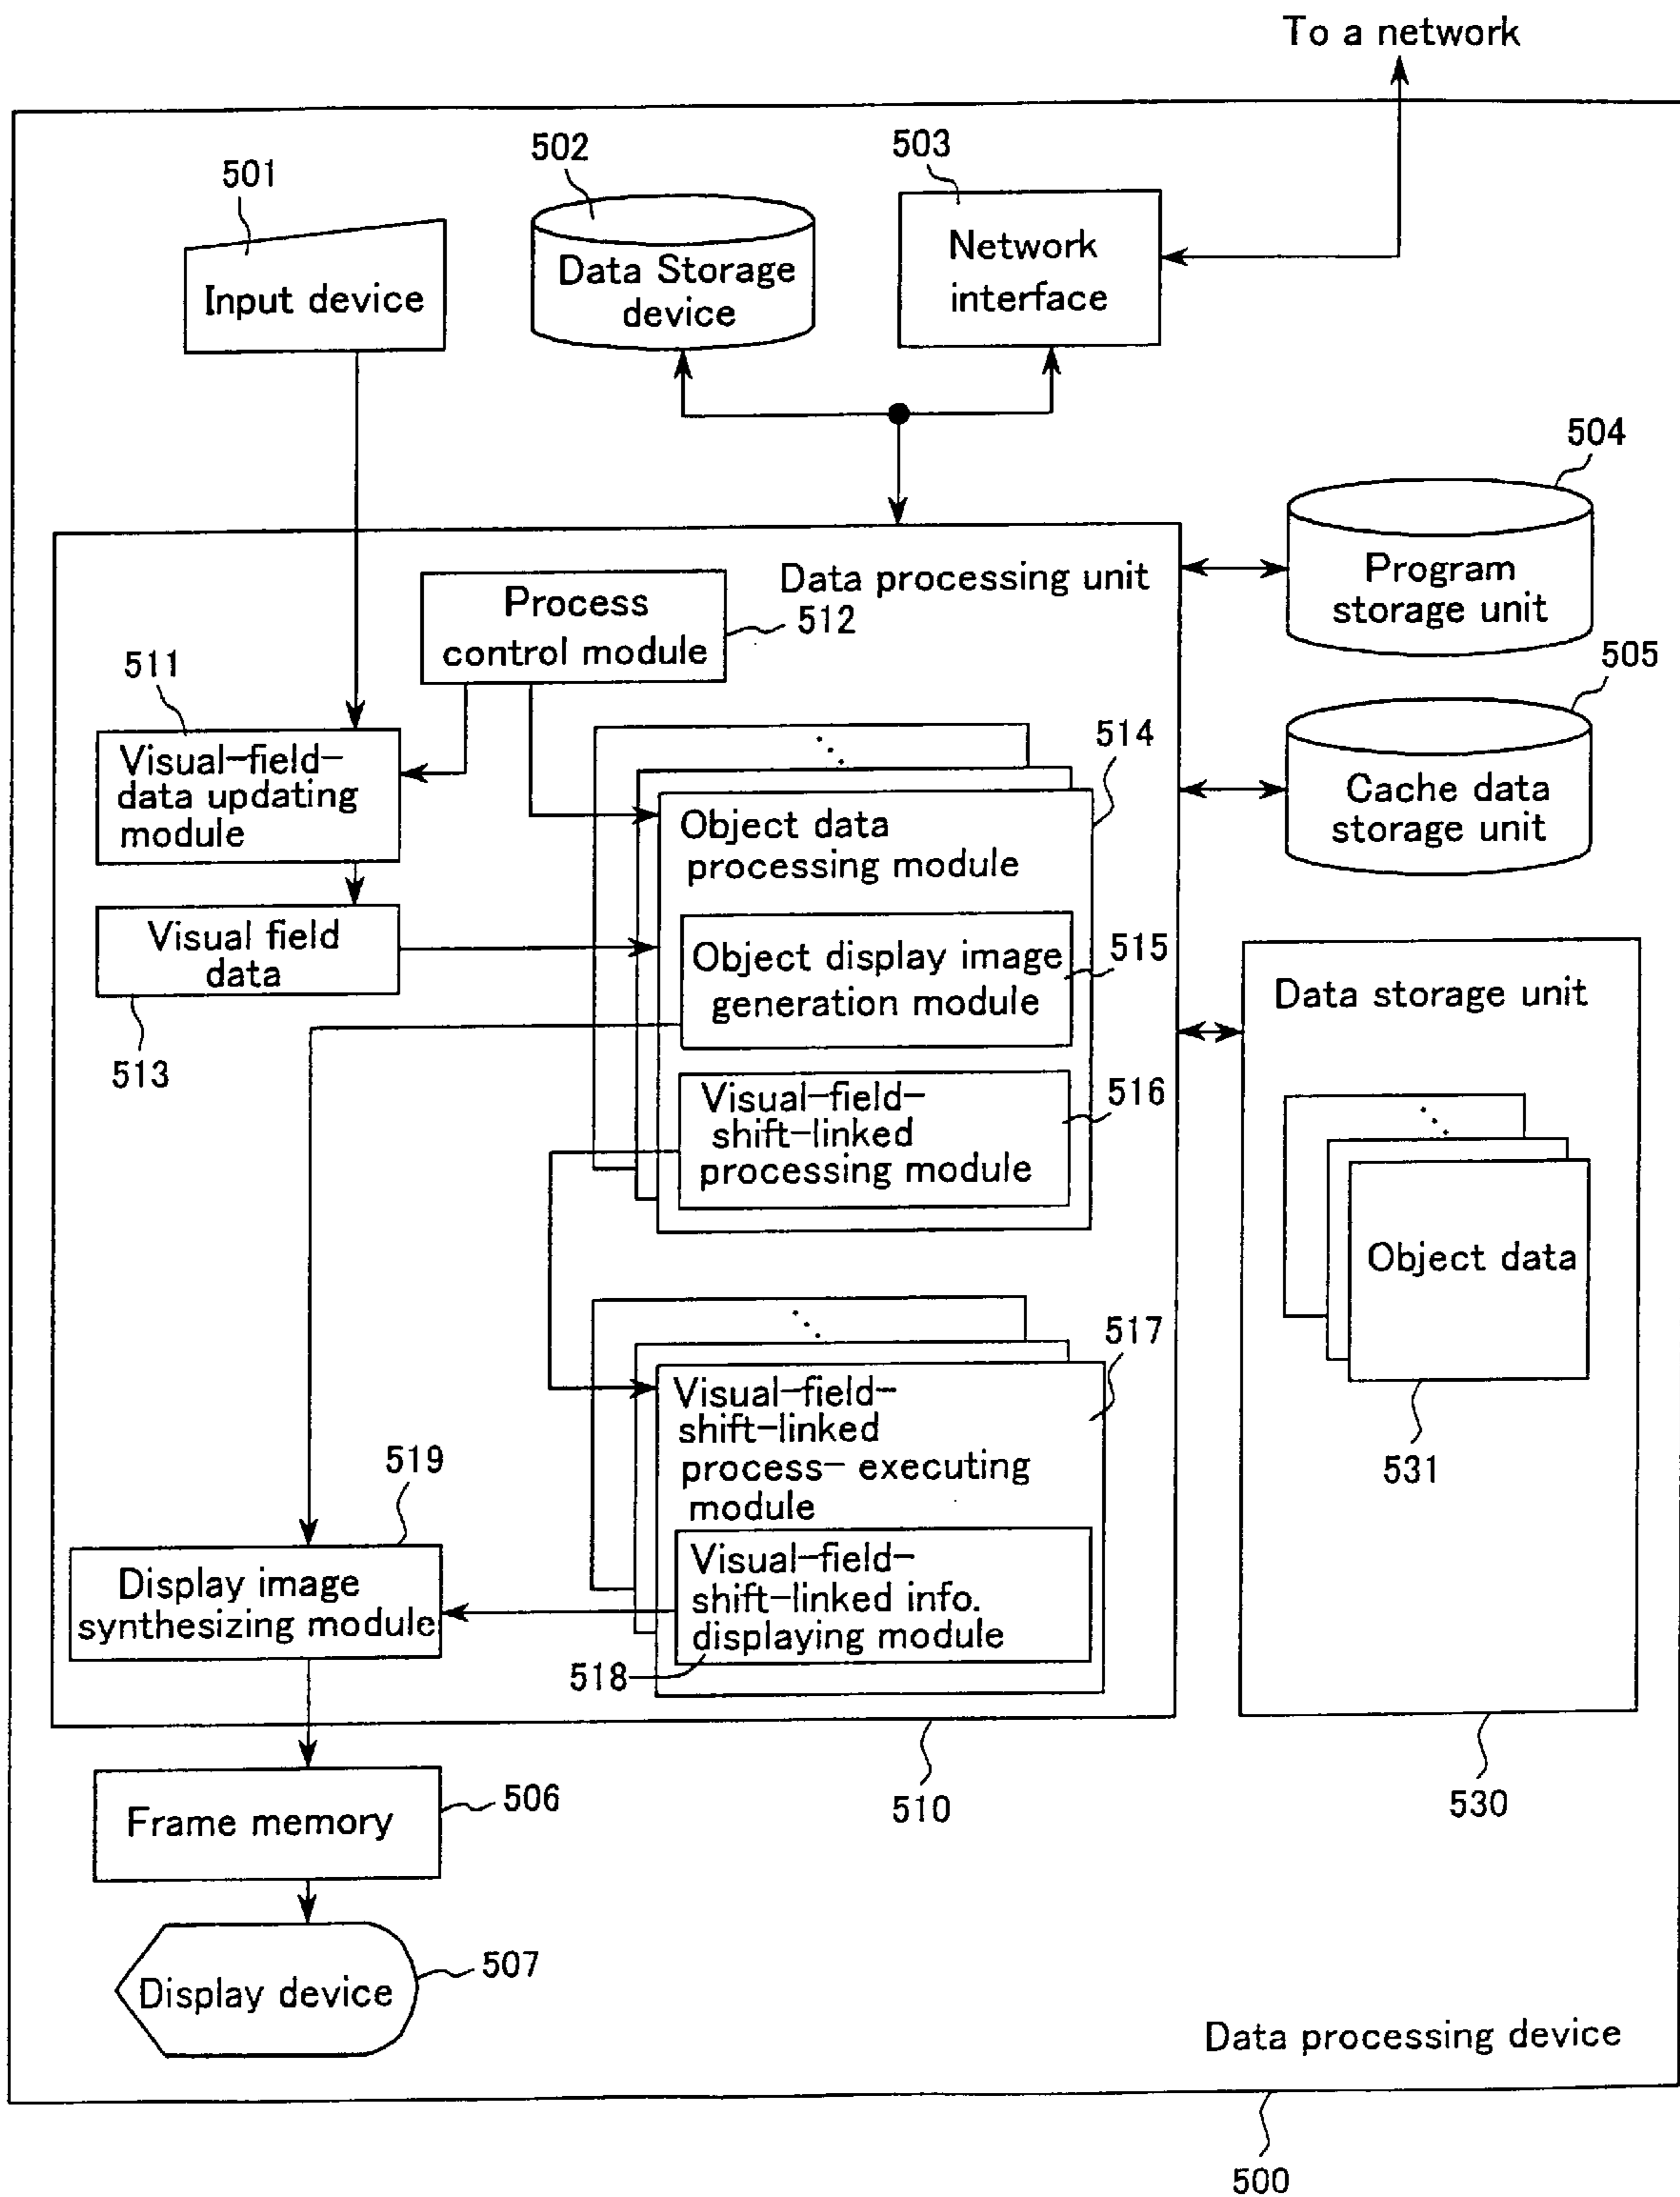 To a network
501
502
503
Input device
Data Storage
device
Network
interface
504
Program
storage unit
505
Cache data
storage unit
Data processing unit
Process
control module
512
511
Visual-field-
data updating
module
Visual field
data
513
514
Object data
processing module
Object display image
generation module
515
Visual-field-
shift-linked
processing module
516
Data storage unit
Object data
531
517
Visual-field-
shift-linked
process- executing
module
Visual-field-
shift-linked info.
displaying module
518
519
Display image
synthesizing module
510
530
Frame memory
506
Display device
507
Data processing device
500